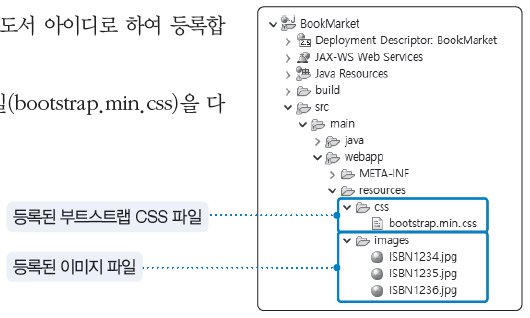 도서 아이디로 하여 등록합
(bootstrap.min.css)을 다
등록된 부트스트랩 CSS 파일
등록된 이미지 파일
BookMarket
Deployment Descriptor: BookMarket
JAX-WS Web Services
Java Resources
build
src
main
java
webapp
META-INF
resources
css
bootstrap.min.css
images
ISBN1234.jpg
ISBN1235.jpg
ISBN1236.jpg